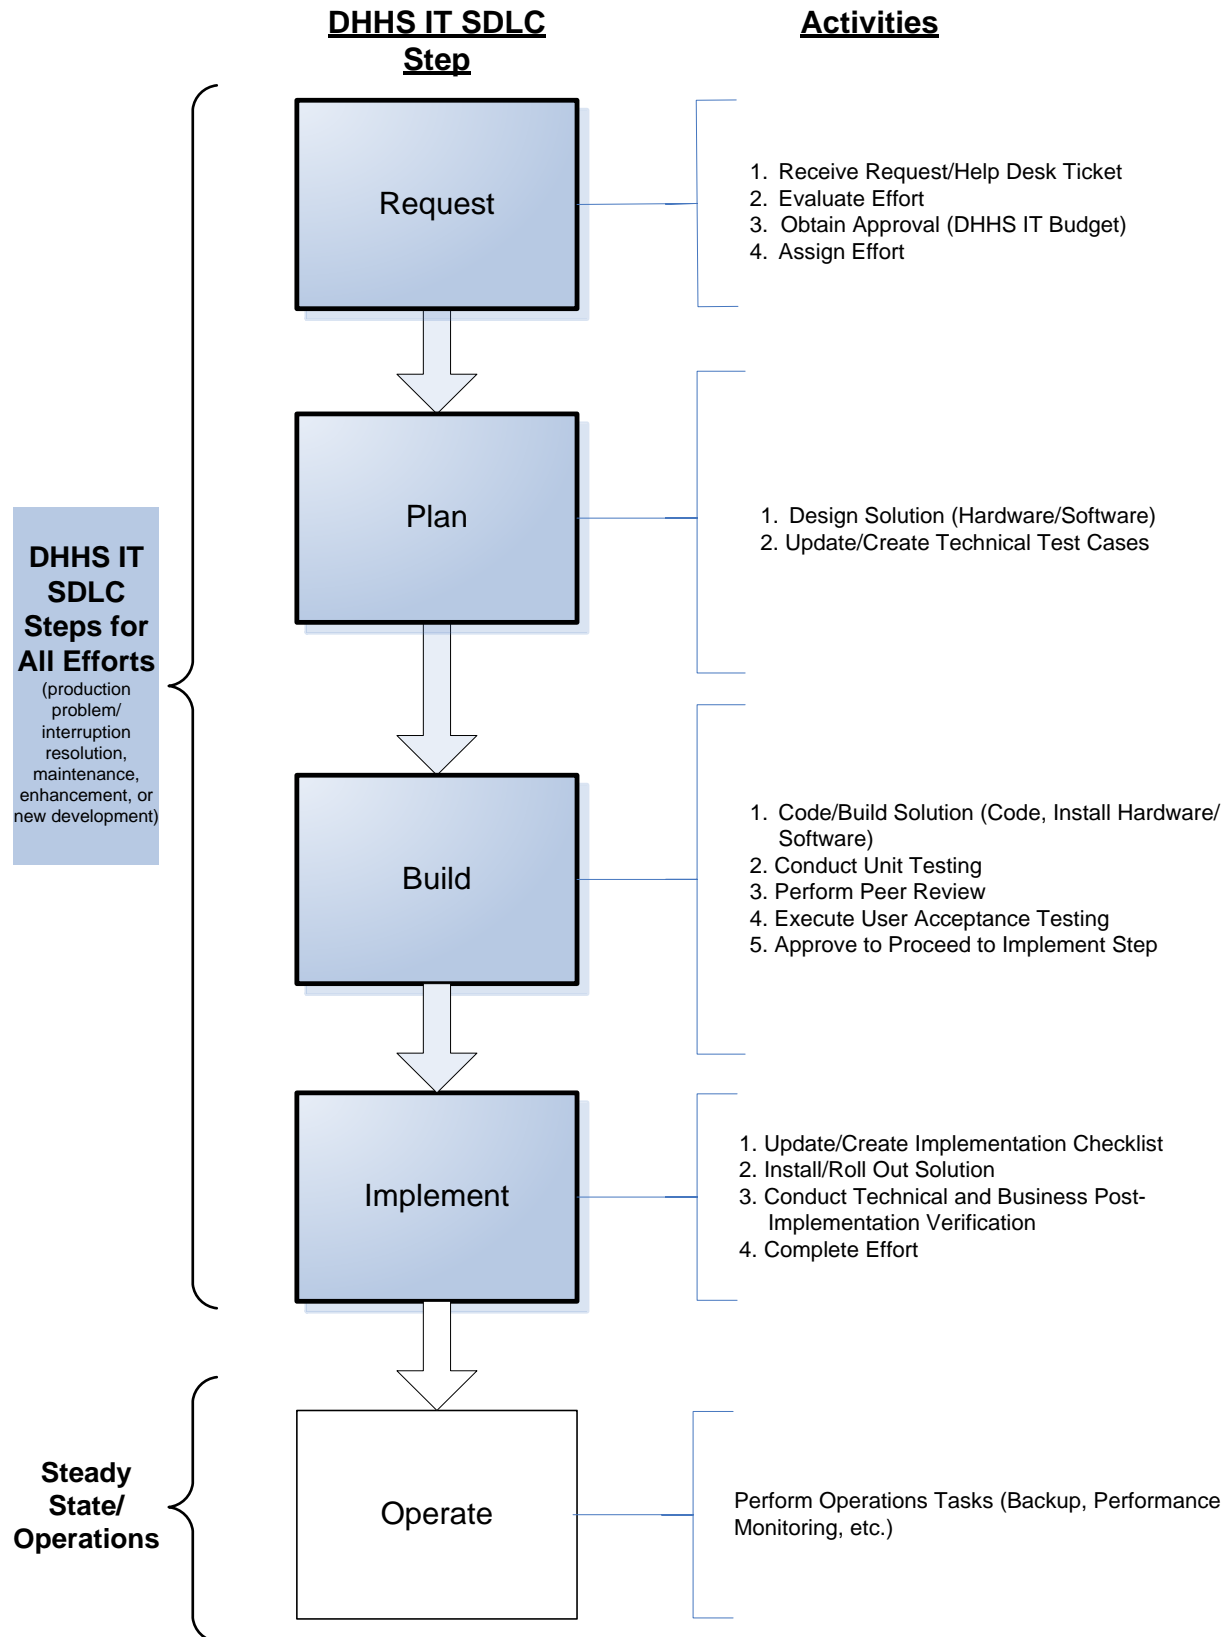 DHHS IT SDLC
Step
Activities
Request
1. Receive Request/Help Desk Ticket
2. Evaluate Effort
3. Obtain Approval (DHHS IT Budget)
4. Assign Effort
Plan
1. Design Solution (Hardware/Software)
2. Update/Create Technical Test Cases
DHHS IT
SDLC
Steps for
All Efforts
(production
problem/
interruption
resolution,
maintenance,
enhancement, or
new development)
Build
1. Code/Build Solution (Code, Install Hardware/
Software)
2. Conduct Unit Testing
3. Perform Peer Review
4. Execute User Acceptance Testing
5. Approve to Proceed to Implement Step
Implement
1. Update/Create Implementation Checklist
2. Install/Roll Out Solution
3. Conduct Technical and Business Post-
Implementation Verification
4. Complete Effort
Steady
State/
Operations
Operate
Perform Operations Tasks (Backup, Performance
Monitoring, etc.)